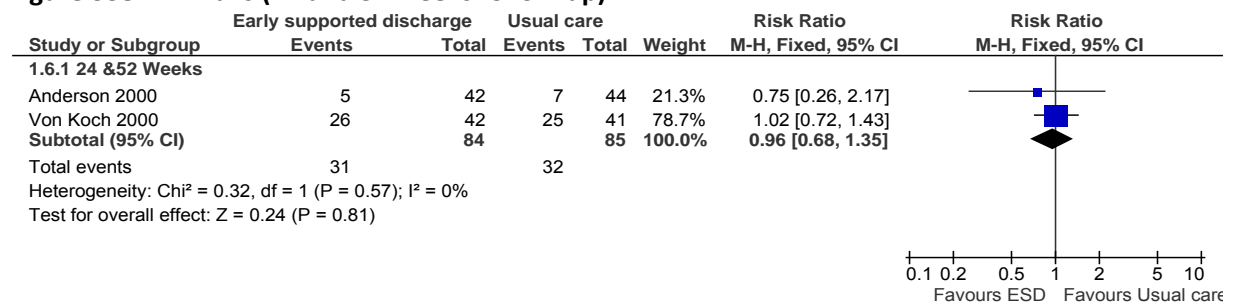 Early supported discharge Usual care Risk Ratio Risk Ratio
Study or Subgroup Events Total Events Total Weight M-H, Fixed, 95% CI M-H, Fixed, 95% CI
1.6.1 24 &52 Weeks
Anderson 2000 5 42 7 44 21.3% 0.75 [0.26, 2.17]
Von Koch 2000 26 42 25 41 78.7% 1.02 [0.72, 1.43]
Subtotal (95% CI) 84 85 100.0% 0.96 [0.68, 1.35]
Total events 31 32
Heterogeneity: Chi² = 0.32, df = 1 (P = 0.57); I² = 0%
Test for overall effect: Z = 0.24 (P = 0.81)
0.1 0.2 0.5 1 2 5 10
Favours ESD Favours Usual care